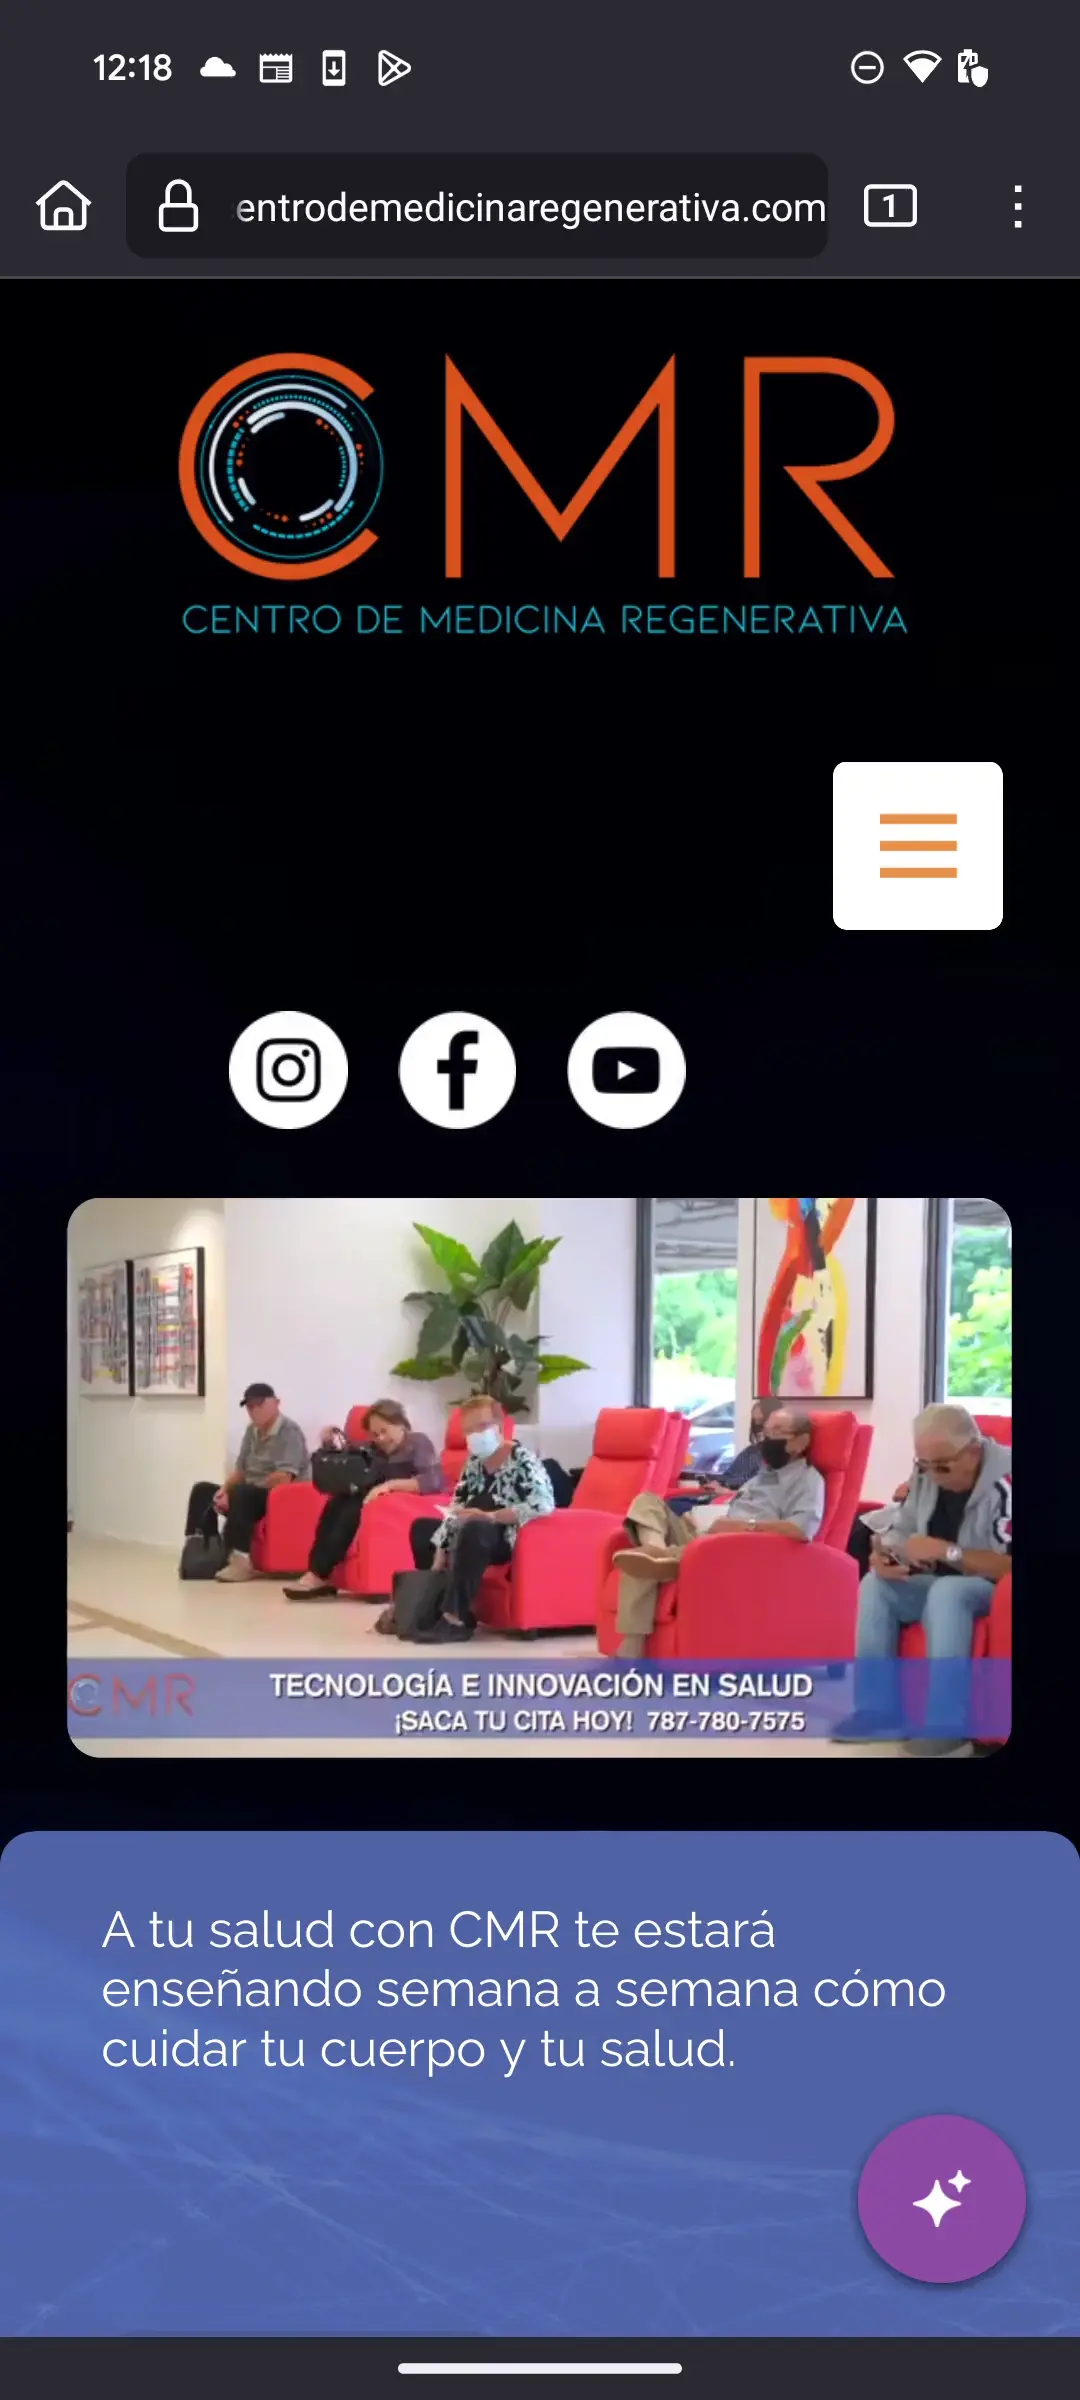 12:18
entrodemedicinaregenerativa.com
1
CMR
CENTRO DE MEDICINA REGENERATIVA
CMR
TECNOLOGÍA E INNOVACIÓN EN SALUD
¡SACA TU CITA HOY! 787-780-7575
A tu salud con CMR te estará
enseñando semana a semana cómo
cuidar tu cuerpo y tu salud.